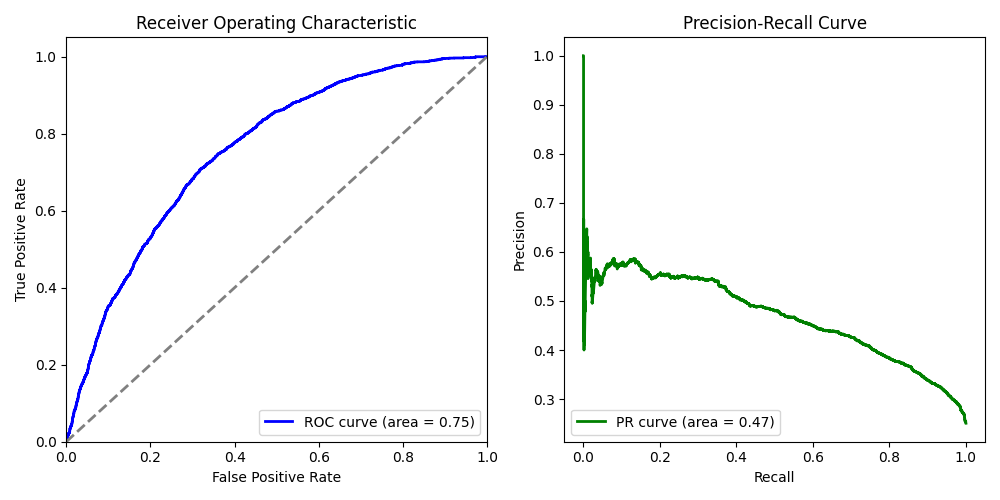 Receiver Operating Characteristic
True Positive Rate
1.0
0.8
0.6
0.4
0.2
0.0
0.0 0.2 0.4 0.6 0.8 1.0
False Positive Rate
ROC curve (area = 0.75)
Precision-Recall Curve
Precision
1.0
0.9
0.8
0.7
0.6
0.5
0.4
0.3
0.0 0.2 0.4 0.6 0.8 1.0
Recall
PR curve (area = 0.47)